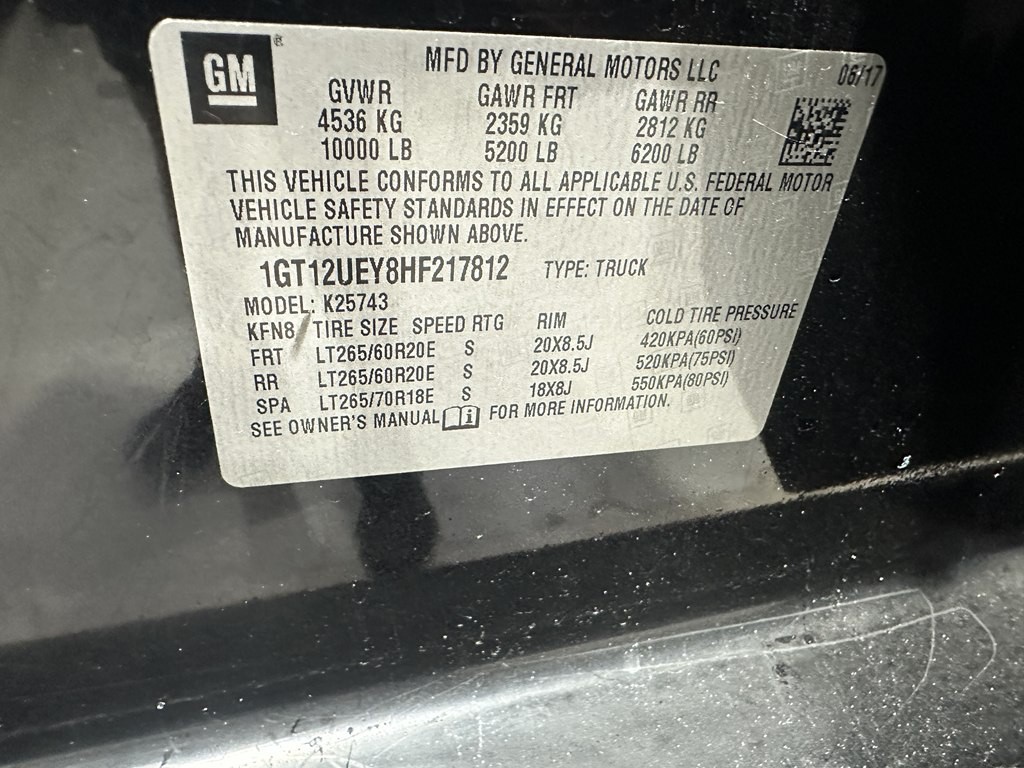 GM ®
MFD BY GENERAL MOTORS LLC 06/17
GVWR GAWR FRT GAWR RR
4536 KG 2359 KG 2812 KG
10000 LB 5200 LB 6200 LB
THIS VEHICLE CONFORMS TO ALL APPLICABLE U.S. FEDERAL MOTOR
VEHICLE SAFETY STANDARDS IN EFFECT ON THE DATE OF
MANUFACTURE SHOWN ABOVE.
1GT12UEY8HF217812 TYPE: TRUCK
MODEL: K25743
KFN8 TIRE SIZE SPEED RTG RIM COLD TIRE PRESSURE
FRT LT265/60R20E S 20X8.5J 420KPA(60PSI)
RR LT265/60R20E S 20X8.5J 520KPA(75PSI)
SPA LT265/70R18E S 18X8J 550KPA(80PSI)
SEE OWNER'S MANUAL i FOR MORE INFORMATION.